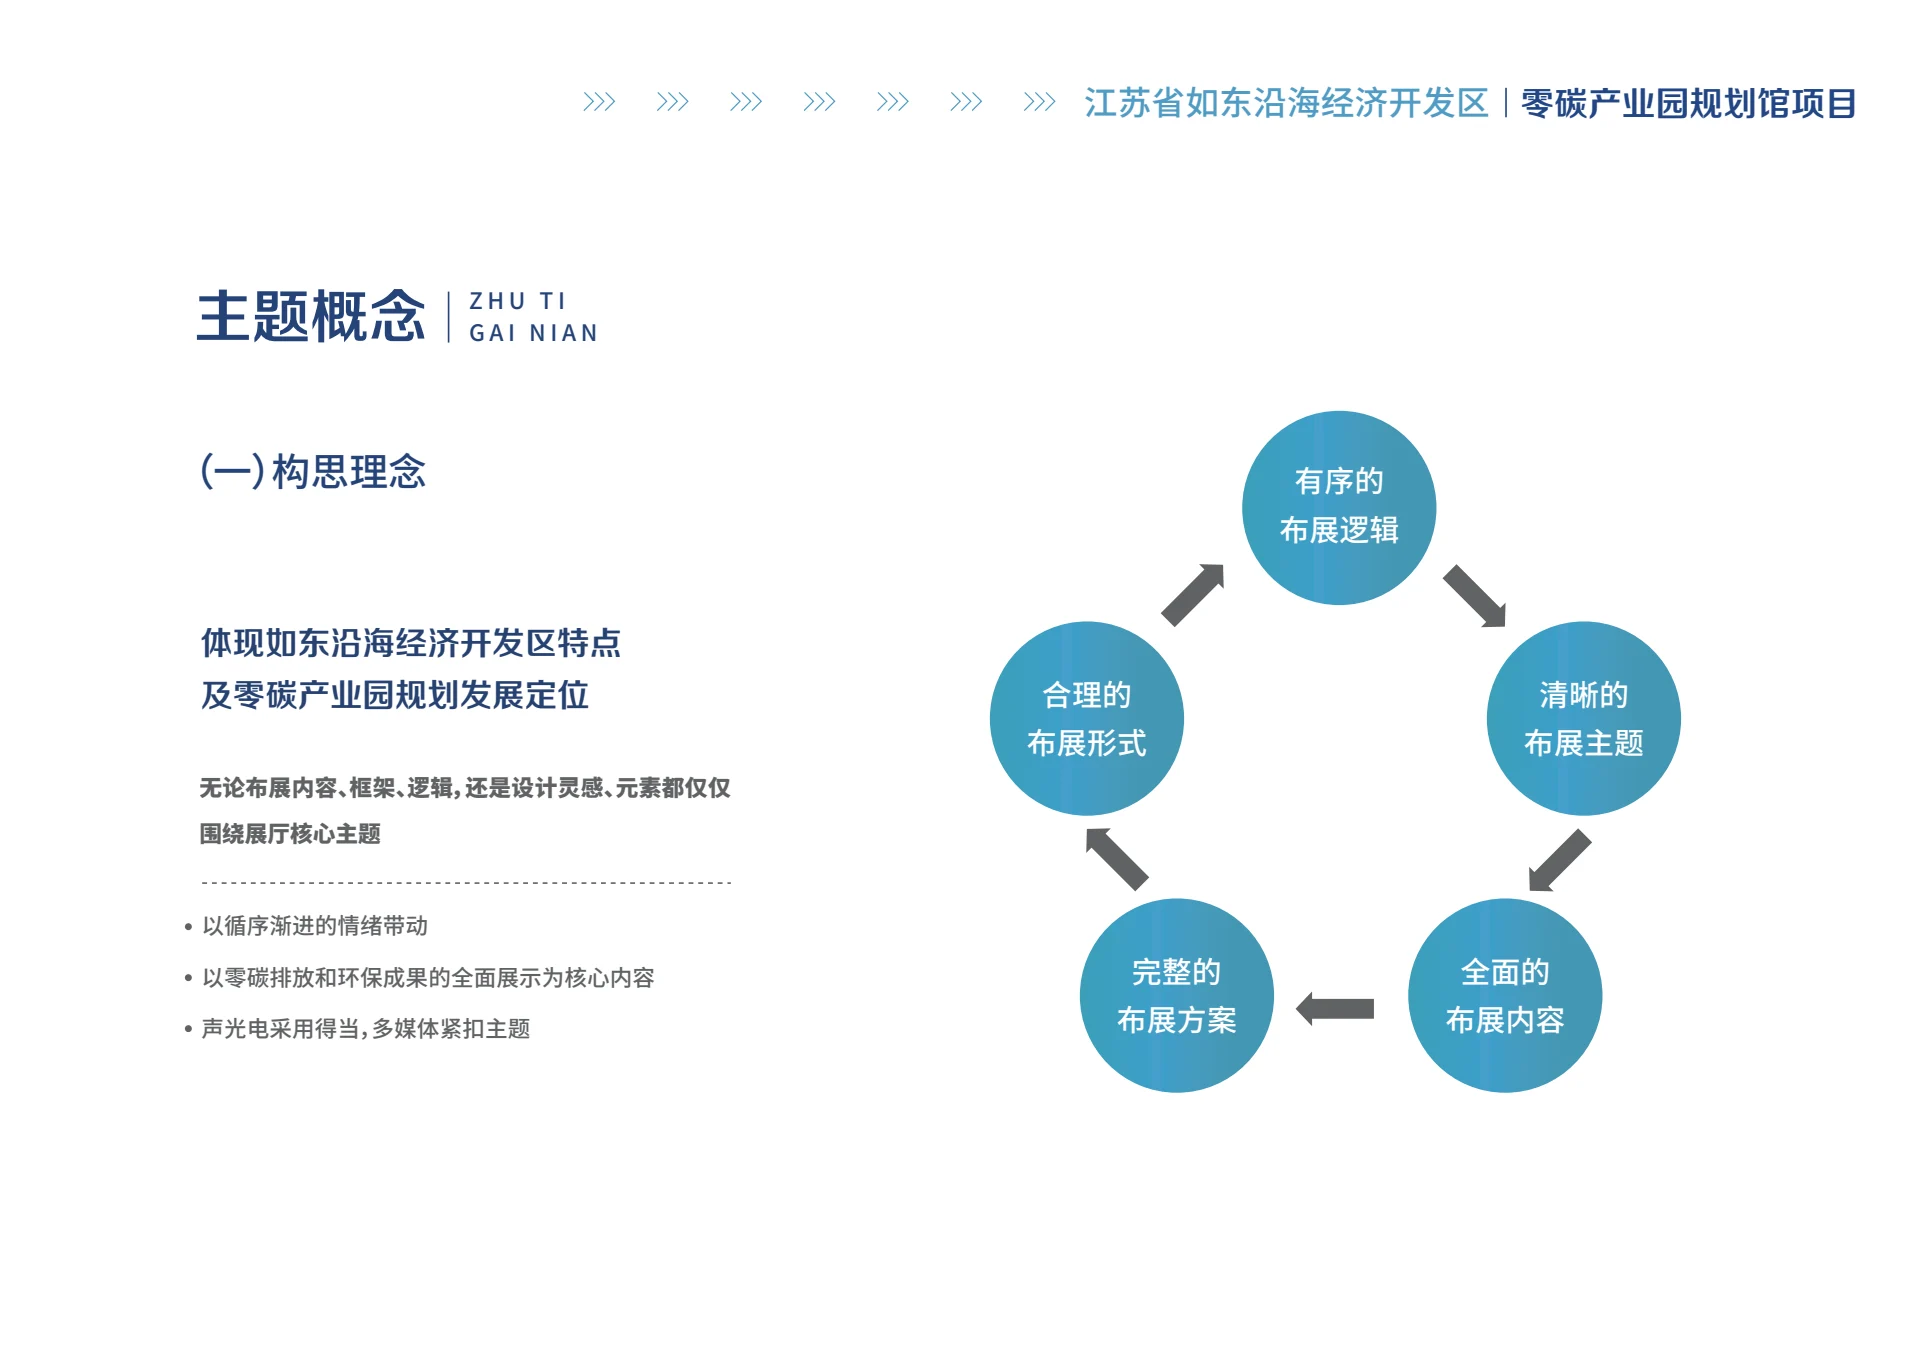 江苏省如东沿海经济开发区|零碳产业园规划馆项目
主题概念
ZHU TI
GAI NIAN
(一)构思理念
体现如东沿海经济开发区特点
及零碳产业园规划发展定位
无论布展内容、框架、逻辑,还是设计灵感、元素都仅仅
围绕展厅核心主题
• 以循序渐进的情绪带动
• 以零碳排放和环保成果的全面展示为核心内容
• 声光电采用得当,多媒体紧扣主题
有序的
布展逻辑
清晰的
布展主题
全面的
布展内容
完整的
布展方案
合理的
布展形式